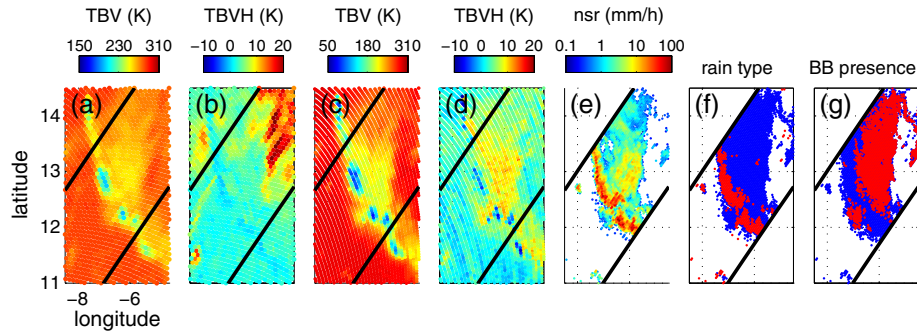 TBV (K) TBVH (K) TBV (K) TBVH (K) nsr (mm/h)
150 230 310 −10 0 10 20 50 180 310 −10 0 10 20 0.1 1 10 100
rain type BB presence
(a) (b) (c) (d) (e) (f) (g)
14
13
12
11
latitude
−8 −6
longitude